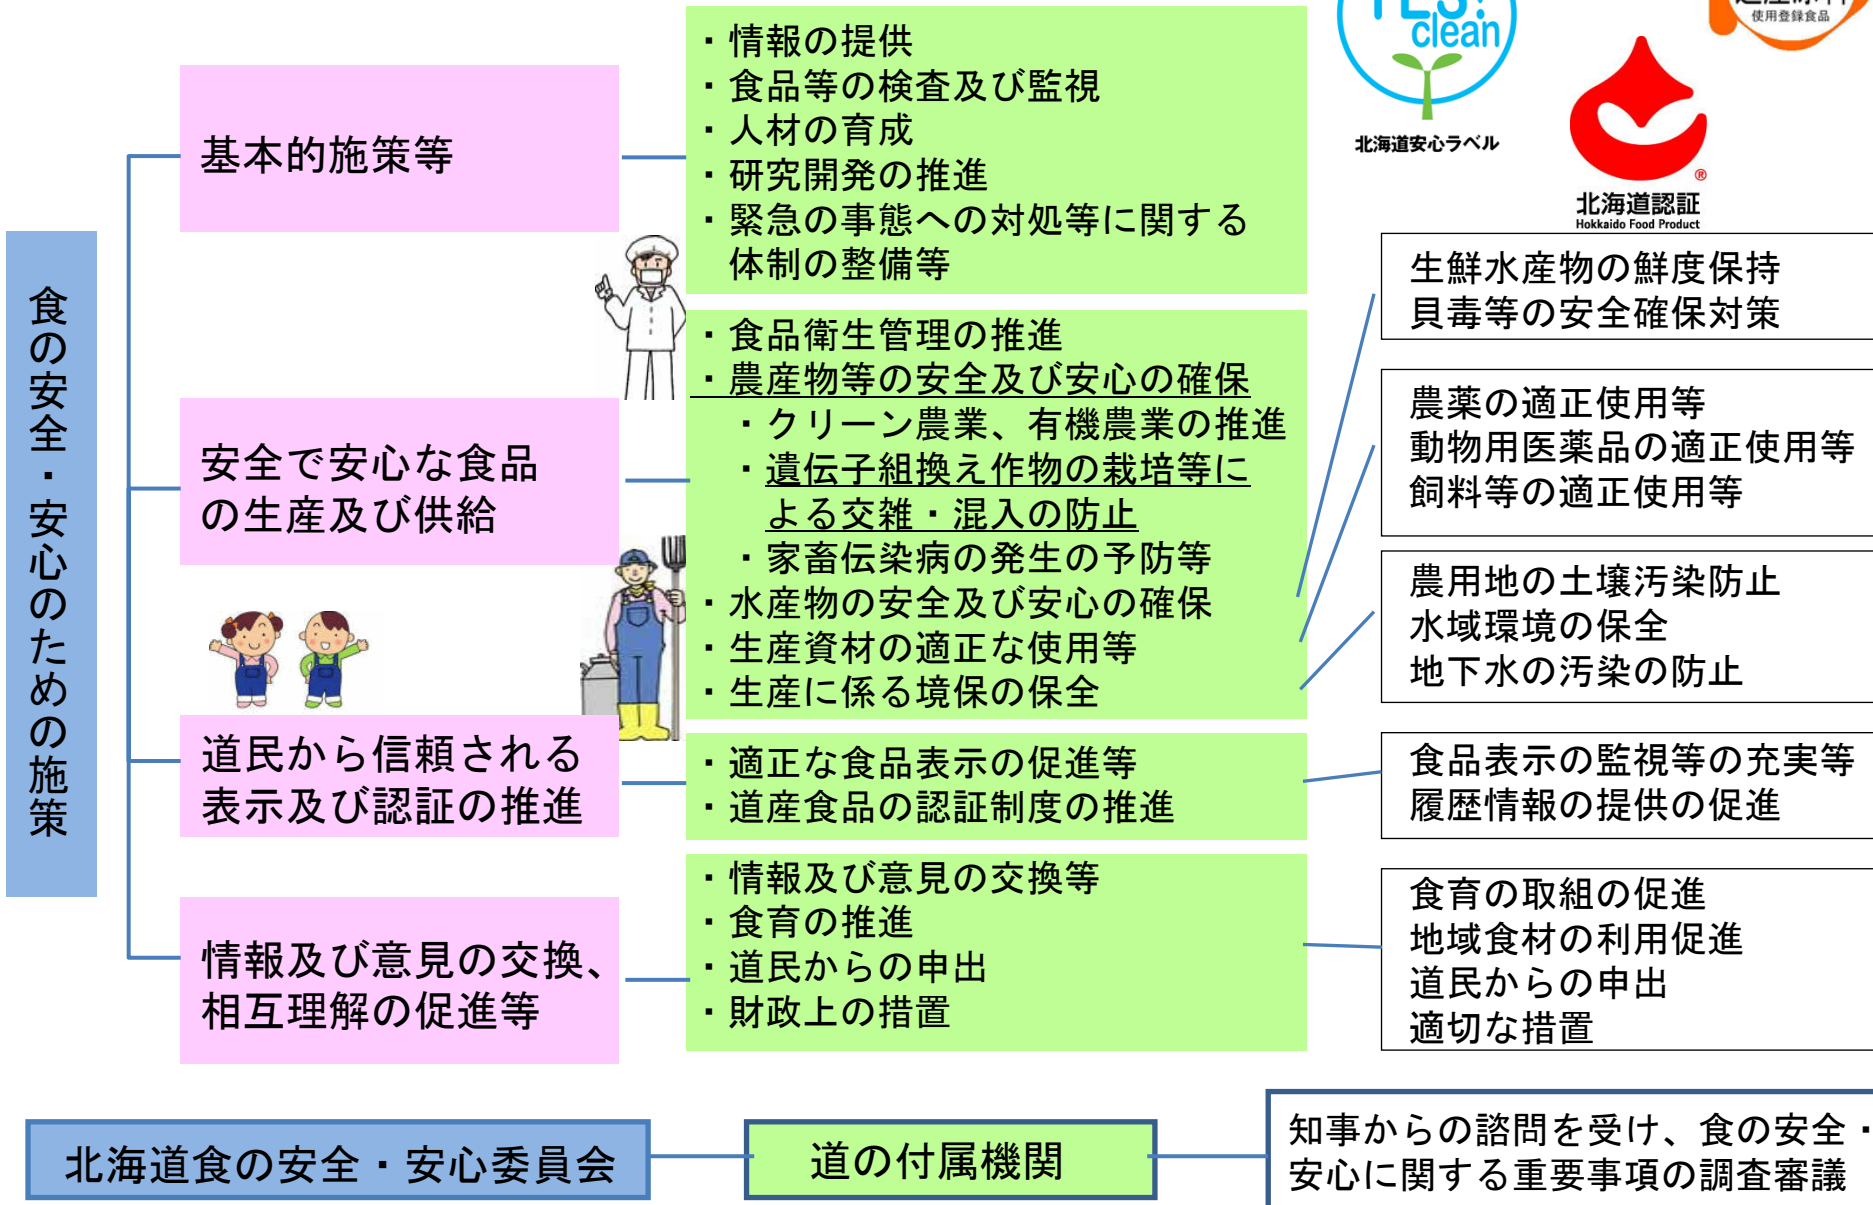 食の安全・安心のための施策
基本的施策等
・情報の提供
・食品等の検査及び監視
・人材の育成
・研究開発の推進
・緊急の事態への対処等に関する
体制の整備等
clean
北海道安心ラベル
使用登録食品
北海道認証
Hokkaido Food Product
安全で安心な食品
の生産及び供給
・食品衛生管理の推進
・農産物等の安全及び安心の確保
・クリーン農業、有機農業の推進
・遺伝子組換え作物の栽培等に
よる交雑・混入の防止
・家畜伝染病の発生の予防等
・水産物の安全及び安心の確保
・生産資材の適正な使用等
・生産に係る境保の保全
生鮮水産物の鮮度保持
貝毒等の安全確保対策
農薬の適正使用等
動物用医薬品の適正使用等
飼料等の適正使用等
農用地の土壌汚染防止
水域環境の保全
地下水の汚染の防止
道民から信頼される
表示及び認証の推進
・適正な食品表示の促進等
・道産食品の認証制度の推進
食品表示の監視等の充実等
履歴情報の提供の促進
情報及び意見の交換、
相互理解の促進等
・情報及び意見の交換等
・食育の推進
・道民からの申出
・財政上の措置
食育の取組の促進
地域食材の利用促進
道民からの申出
適切な措置
北海道食の安全・安心委員会
道の付属機関
知事からの諮問を受け、食の安全・
安心に関する重要事項の調査審議